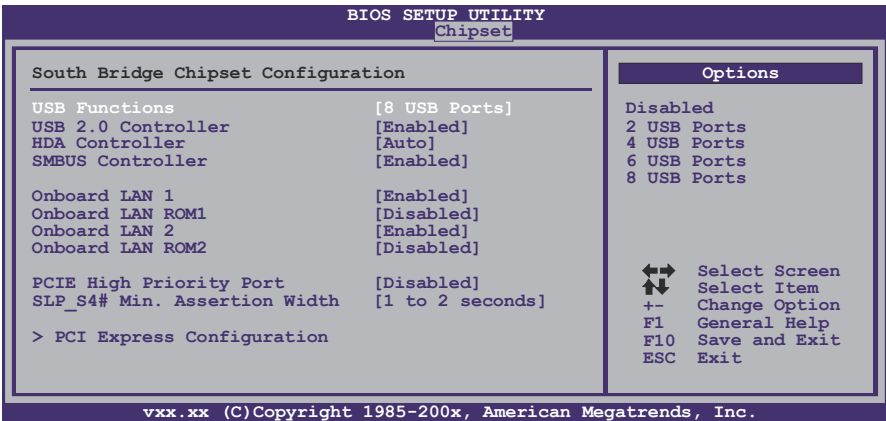 BIOS SETUP UTILITY
Chipset
South Bridge Chipset Configuration
USB Functions [8 USB Ports]
USB 2.0 Controller [Enabled]
HDA Controller [Auto]
SMBUS Controller [Enabled]
Onboard LAN 1 [Enabled]
Onboard LAN ROM1 [Disabled]
Onboard LAN 2 [Enabled]
Onboard LAN ROM2 [Disabled]
PCIE High Priority Port [Disabled]
SLP_S4# Min. Assertion Width [1 to 2 seconds]
> PCI Express Configuration
Options
Disabled
2 USB Ports
4 USB Ports
6 USB Ports
8 USB Ports
Select Screen
Select Item
+- Change Option
F1 General Help
F10 Save and Exit
ESC Exit
vxx.xx (C)Copyright 1985-200x, American Megatrends, Inc.